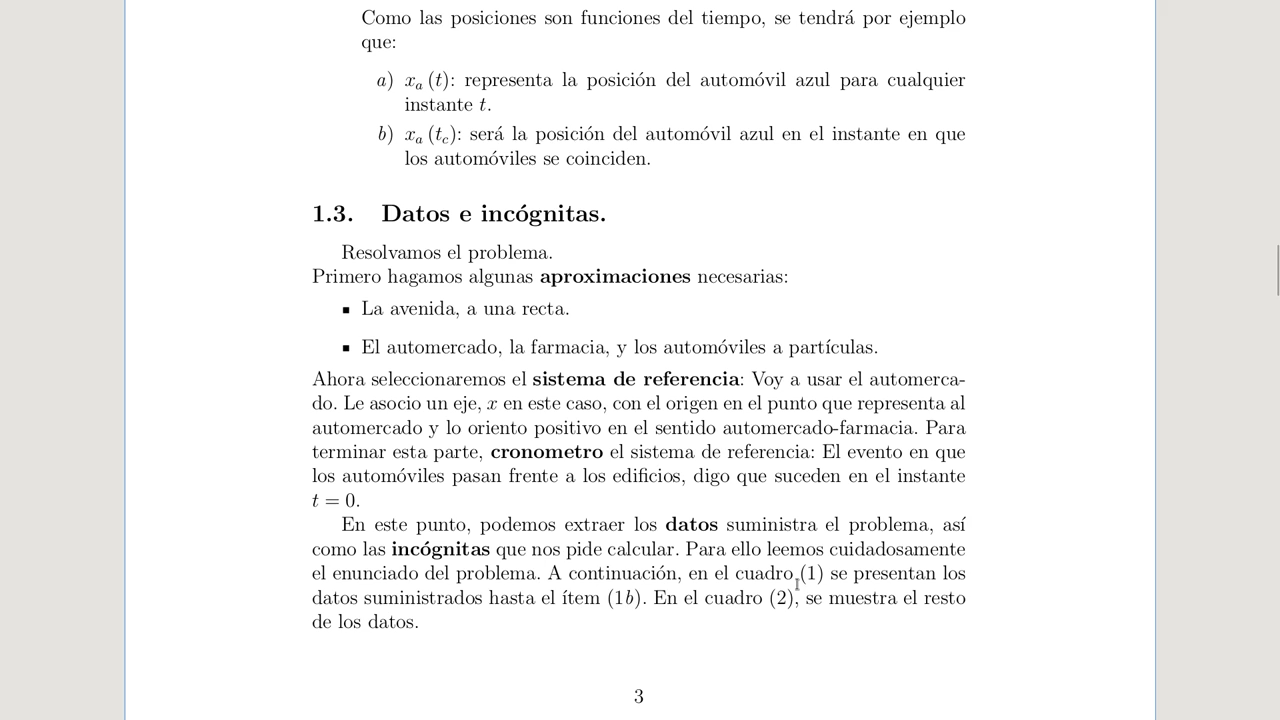 Como las posiciones son funciones del tiempo, se tendrá por ejemplo
que:
a) xₐ (t): representa la posición del automóvil azul para cualquier
instante t.
b) xₐ (t_c): será la posición del automóvil azul en el instante en que
los automóviles se coinciden.
1.3. Datos e incógnitas.
Resolvamos el problema.
Primero hagamos algunas aproximaciones necesarias:
▪ La avenida, a una recta.
▪ El automercado, la farmacia, y los automóviles a partículas.
Ahora seleccionaremos el sistema de referencia: Voy a usar el automerca-
do. Le asocio un eje, x en este caso, con el origen en el punto que representa al
automercado y lo oriento positivo en el sentido automercado-farmacia. Para
terminar esta parte, cronometro el sistema de referencia: El evento en que
los automóviles pasan frente a los edificios, digo que suceden en el instante
t = 0.
En este punto, podemos extraer los datos suministra el problema, así
como las incógnitas que nos pide calcular. Para ello leemos cuidadosamente
el enunciado del problema. A continuación, en el cuadro (1) se presentan los
datos suministrados hasta el ítem (1b). En el cuadro (2), se muestra el resto
de los datos.
3